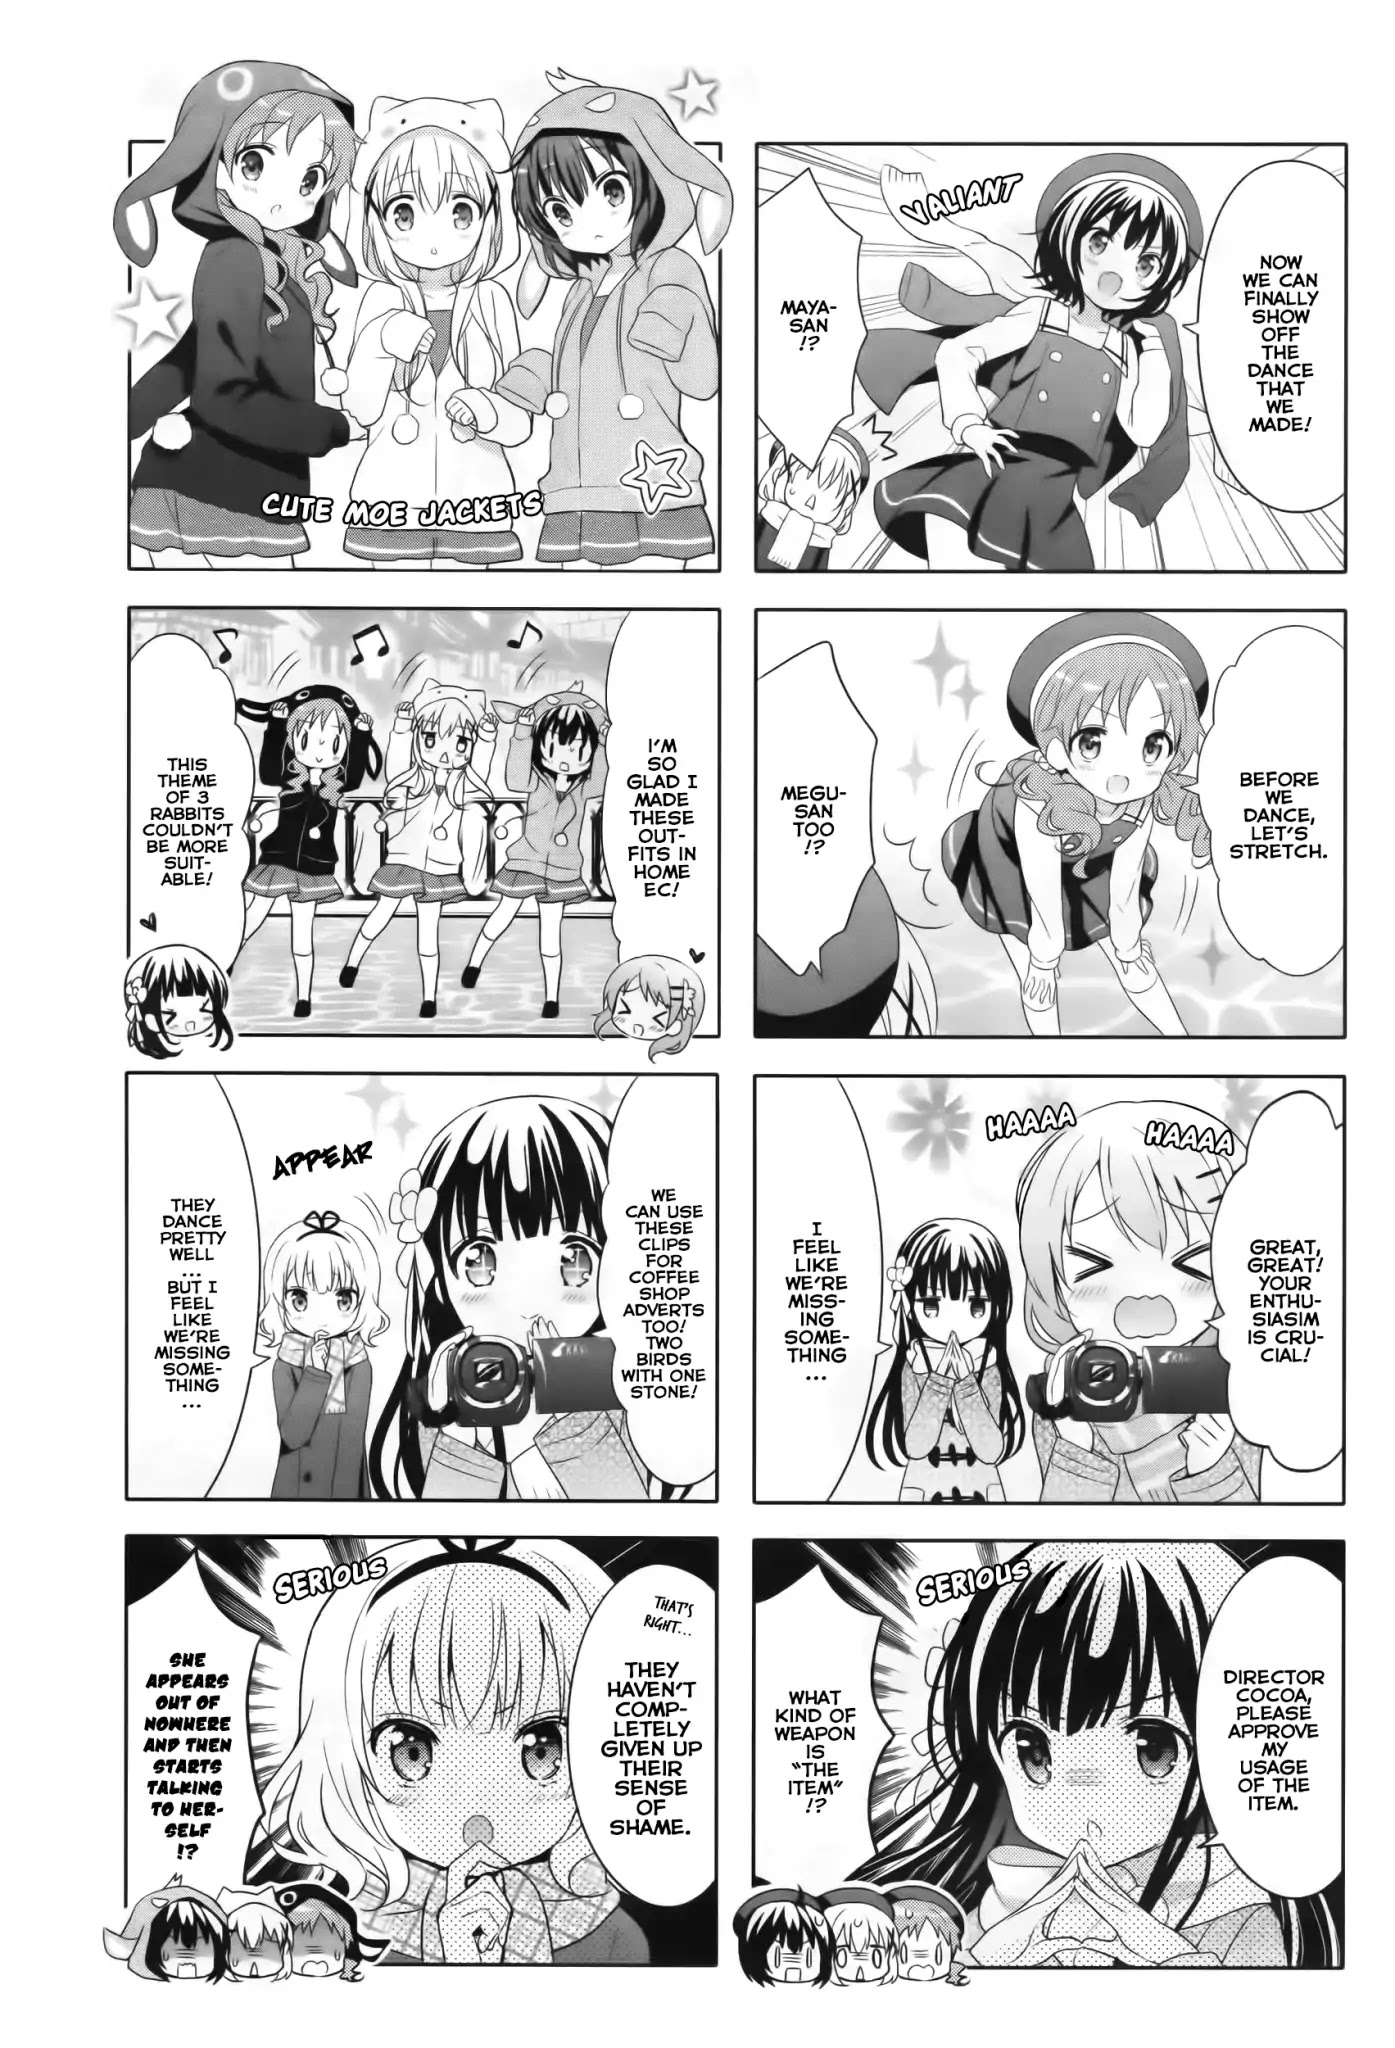 VALIANT
NOW
WE CAN
FINALLY
SHOW
OFF
THE
DANCE
THAT
WE
MADE!
MAYA-
SAN
!?
BEFORE
WE
DANCE,
LET'S
STRETCH.
MEGU-
SAN
TOO
!?
HAAAA
HAAAA
GREAT,
GREAT!
YOUR
ENTHU-
SIASIM
IS CRU-
CIAL!
I
FEEL
LIKE
WE'RE
MISS-
ING
SOME-
THING
...
SERIOUS
DIRECTOR
COCOA,
PLEASE
APPROVE
MY
USAGE
OF THE
ITEM.
WHAT
KIND OF
WEAPON
IS
"THE
ITEM"
!?
CUTE MOE JACKETS
I'M
SO
GLAD I
MADE
THESE
OUT-
FITS IN
HOME
EC!
THIS
THEME
OF 3
RABBITS
COULDN'T
BE MORE
SUIT-
ABLE!
APPEAR
WE
CAN USE
THESE
CLIPS
FOR
COFFEE
SHOP
ADVERTS
TOO!
TWO
BIRDS
WITH ONE
STONE!
THEY
DANCE
PRETTY
WELL
...
BUT I
FEEL
LIKE
WE'RE
MISSING
SOME-
THING
...
SERIOUS
THAT'S
RIGHT...
THEY
HAVEN'T
COMP-
LETELY
GIVEN UP
THEIR
SENSE
OF
SHAME.
SHE
APPEARS
OUT OF
NOWHERE
AND THEN
STARTS
TALKING
TO HER-
SELF
!?